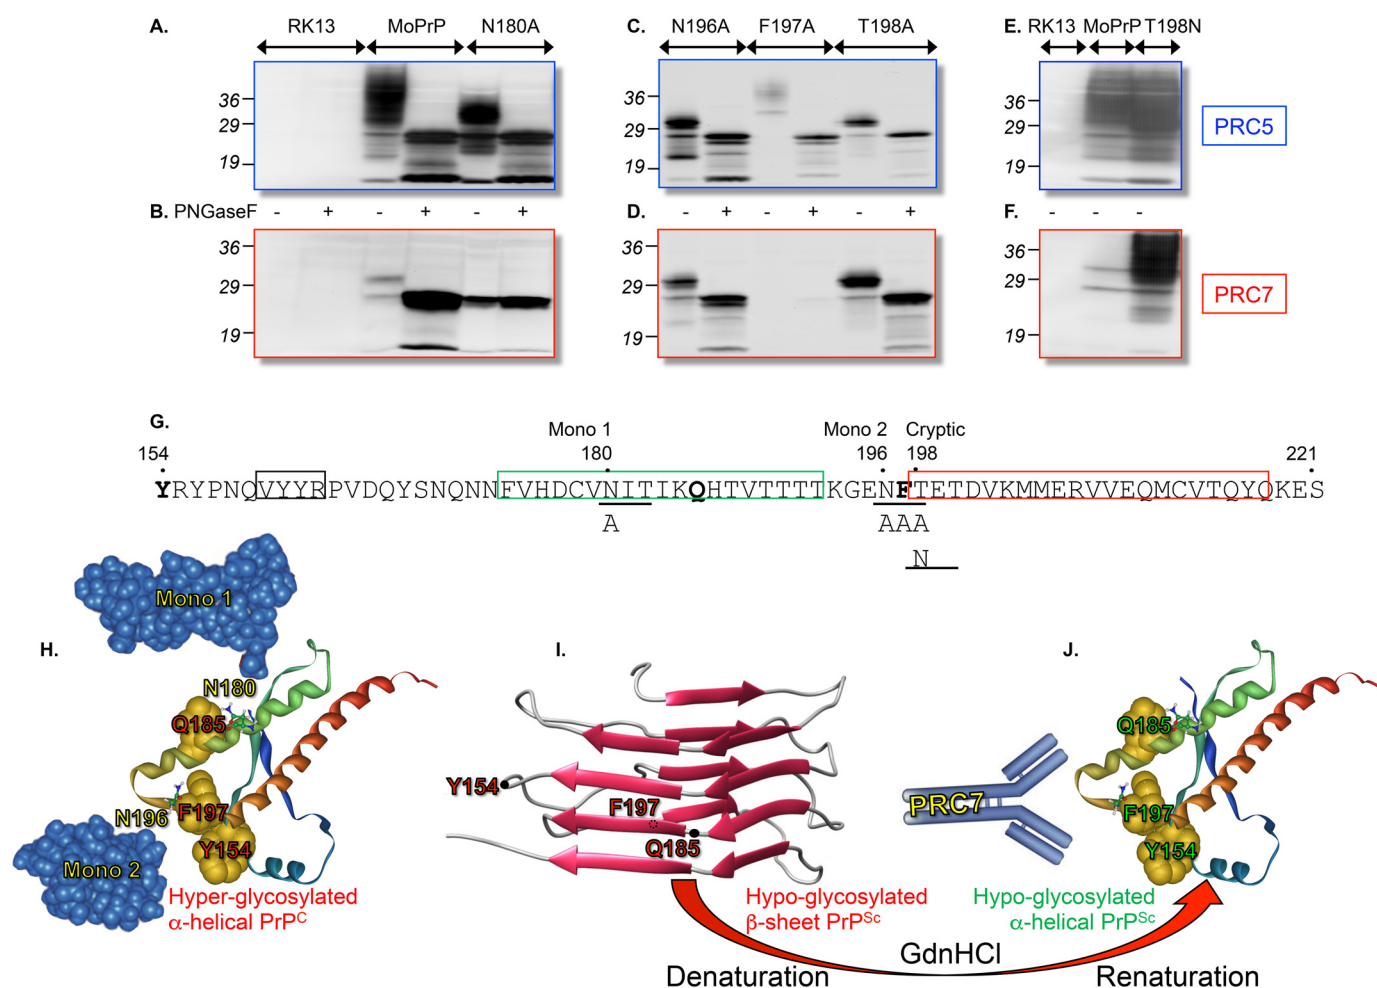 A. RK13 MoPrP N180A C. N196A F197A T198A E. RK13 MoPrP T198N
36 36 36
29 29 29
19 19 19
PRC5
B. PNGaseF - + - + - + D. - + - + - + F. - - -
36 36 36
29 29 29
19 19 19
PRC7
G.
Mono 1 Mono 2 Cryptic
154 180 196 198 221
YRYPNQVYYRPVDQYSNQNNFVHDCVNITIKQHTVTTTTKGENFTETDVKMMERVVEQMCVTQYQKES
A AAA
N
H. I. J.
Mono 1
N180
Q185
N196 F197
Y154
Mono 2
Hyper-glycosylated
α-helical PrPC
Y154
F197
Q185
Hypo-glycosylated
β-sheet PrPSc
PRC7
Q185
F197
Y154
Hypo-glycosylated
α-helical PrPSc
GdnHCl
Denaturation Renaturation